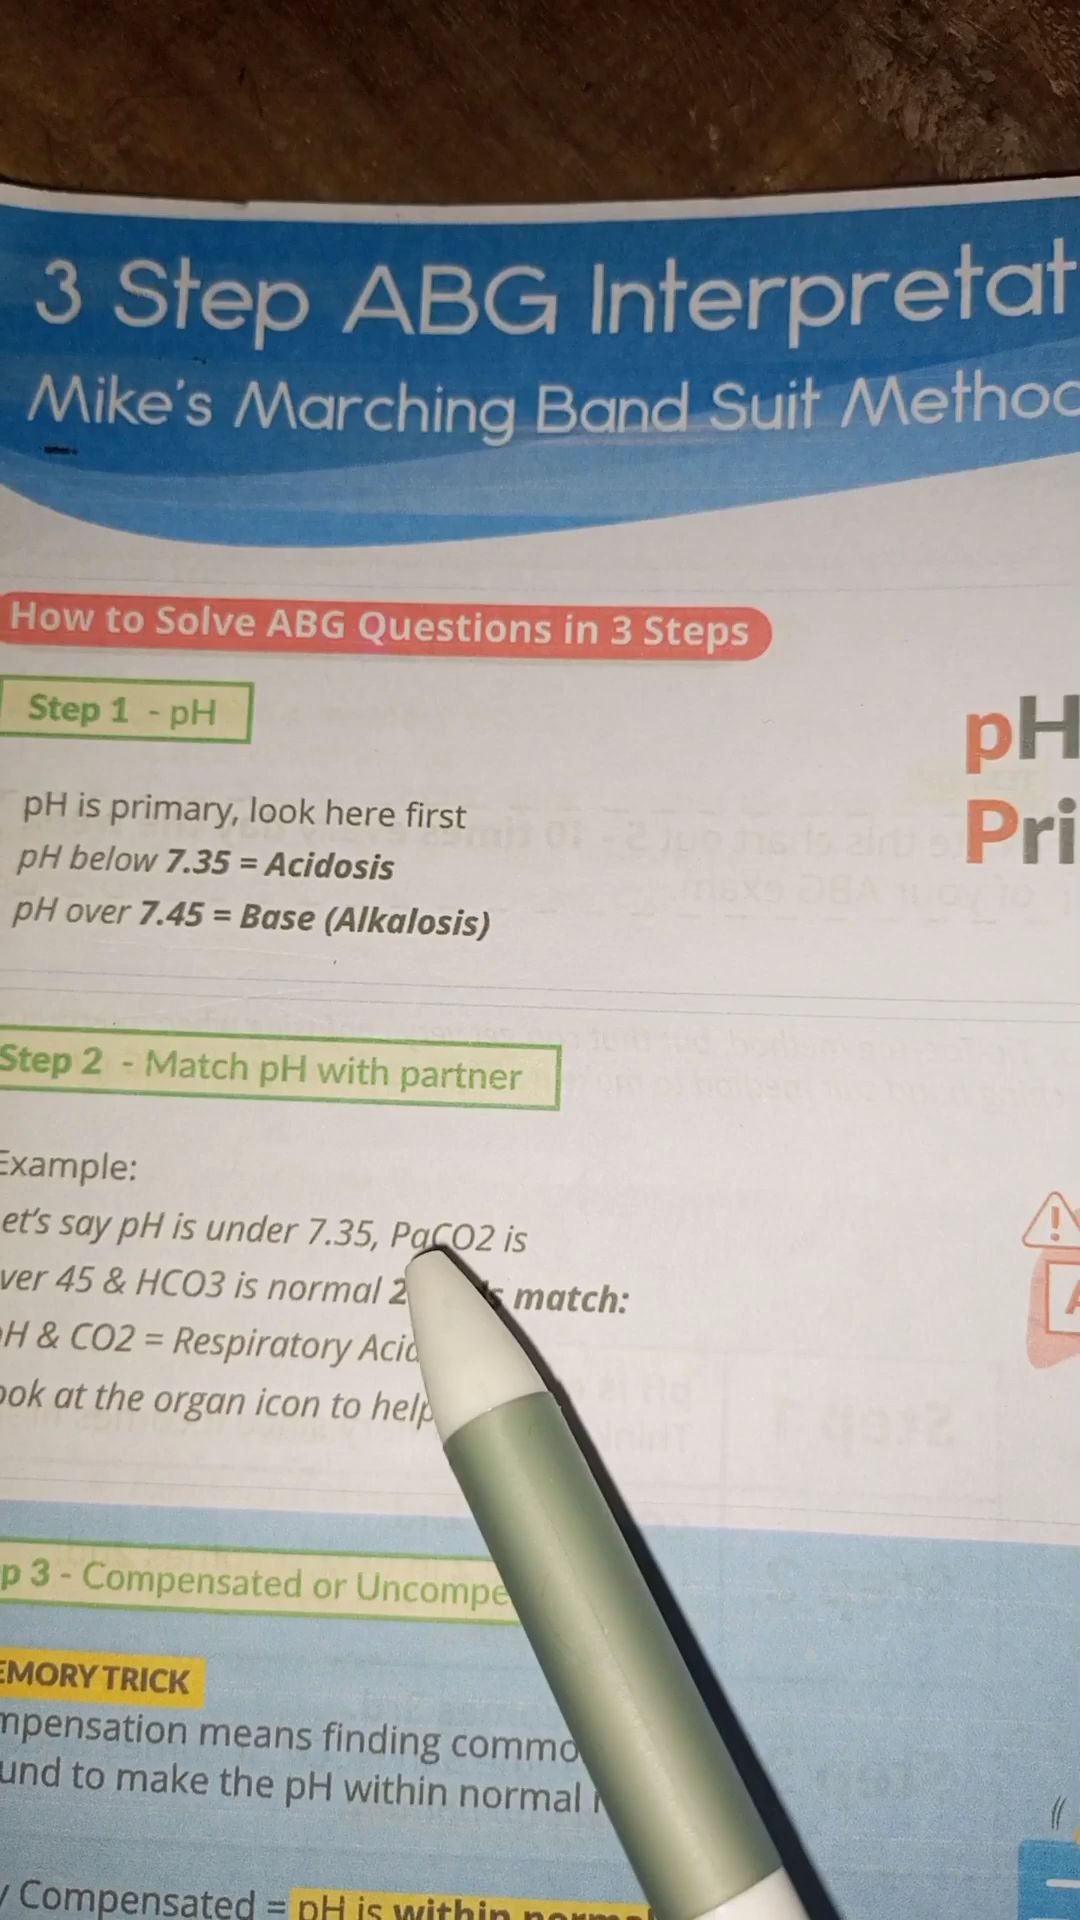 3 Step ABG Interpretat
Mike's Marching Band Suit Method
How to Solve ABG Questions in 3 Steps
Step 1 - pH
pH
Pri
pH is primary, look here first
pH below 7.35 = Acidosis
pH over 7.45 = Base (Alkalosis)
Step 2 - Match pH with partner
Example:
et's say pH is under 7.35, PaCO2 is
ver 45 & HCO3 is normal 2 match:
H & CO2 = Respiratory Acid
ook at the organ icon to help
p 3 - Compensated or Uncompe
EMORY TRICK
mpensation means finding commo
und to make the pH within normal
y Compensated = pH is within normal